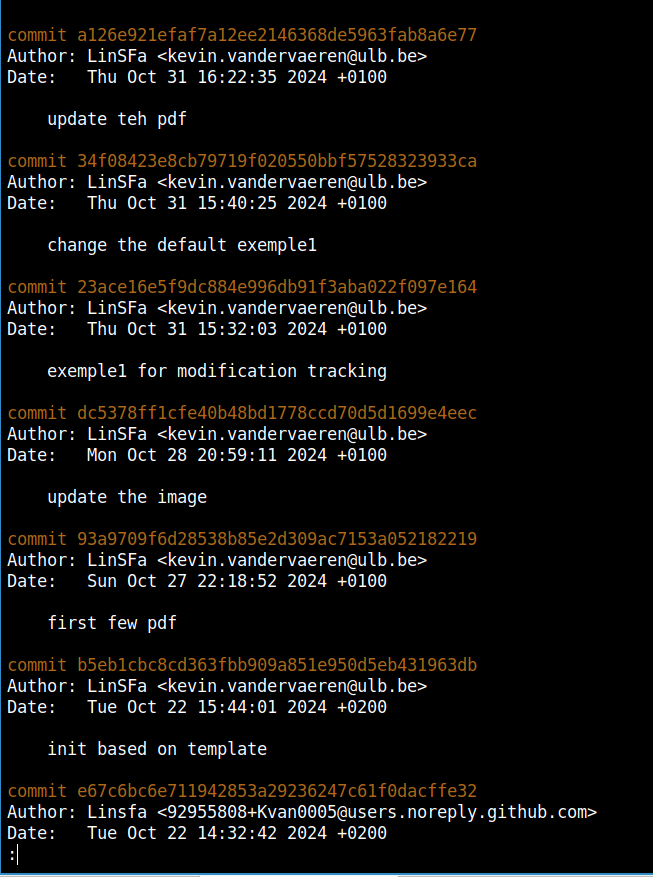 commit a126e921efaf7a12ee2146368de5963fab8a6e77
Author: LinSFa <kevin.vandervaeren@ulb.be>
Date:   Thu Oct 31 16:22:35 2024 +0100
    update teh pdf
commit 34f08423e8cb79719f020550bbf57528323933ca
Author: LinSFa <kevin.vandervaeren@ulb.be>
Date:   Thu Oct 31 15:40:25 2024 +0100
    change the default exemple1
commit 23ace16e5f9dc884e996db91f3aba022f097e164
Author: LinSFa <kevin.vandervaeren@ulb.be>
Date:   Thu Oct 31 15:32:03 2024 +0100
    exemple1 for modification tracking
commit dc5378ff1cfe40b48bd1778ccd70d5d1699e4eec
Author: LinSFa <kevin.vandervaeren@ulb.be>
Date:   Mon Oct 28 20:59:11 2024 +0100
    update the image
commit 93a9709f6d28538b85e2d309ac7153a052182219
Author: LinSFa <kevin.vandervaeren@ulb.be>
Date:   Sun Oct 27 22:18:52 2024 +0100
    first few pdf
commit b5eb1cbc8cd363fbb909a851e950d5eb431963db
Author: LinSFa <kevin.vandervaeren@ulb.be>
Date:   Tue Oct 22 15:44:01 2024 +0200
    init based on template
commit e67c6bc6e711942853a29236247c61f0dacffe32
Author: Linsfa <92955808+Kvan0005@users.noreply.github.com>
Date:   Tue Oct 22 14:32:42 2024 +0200
: